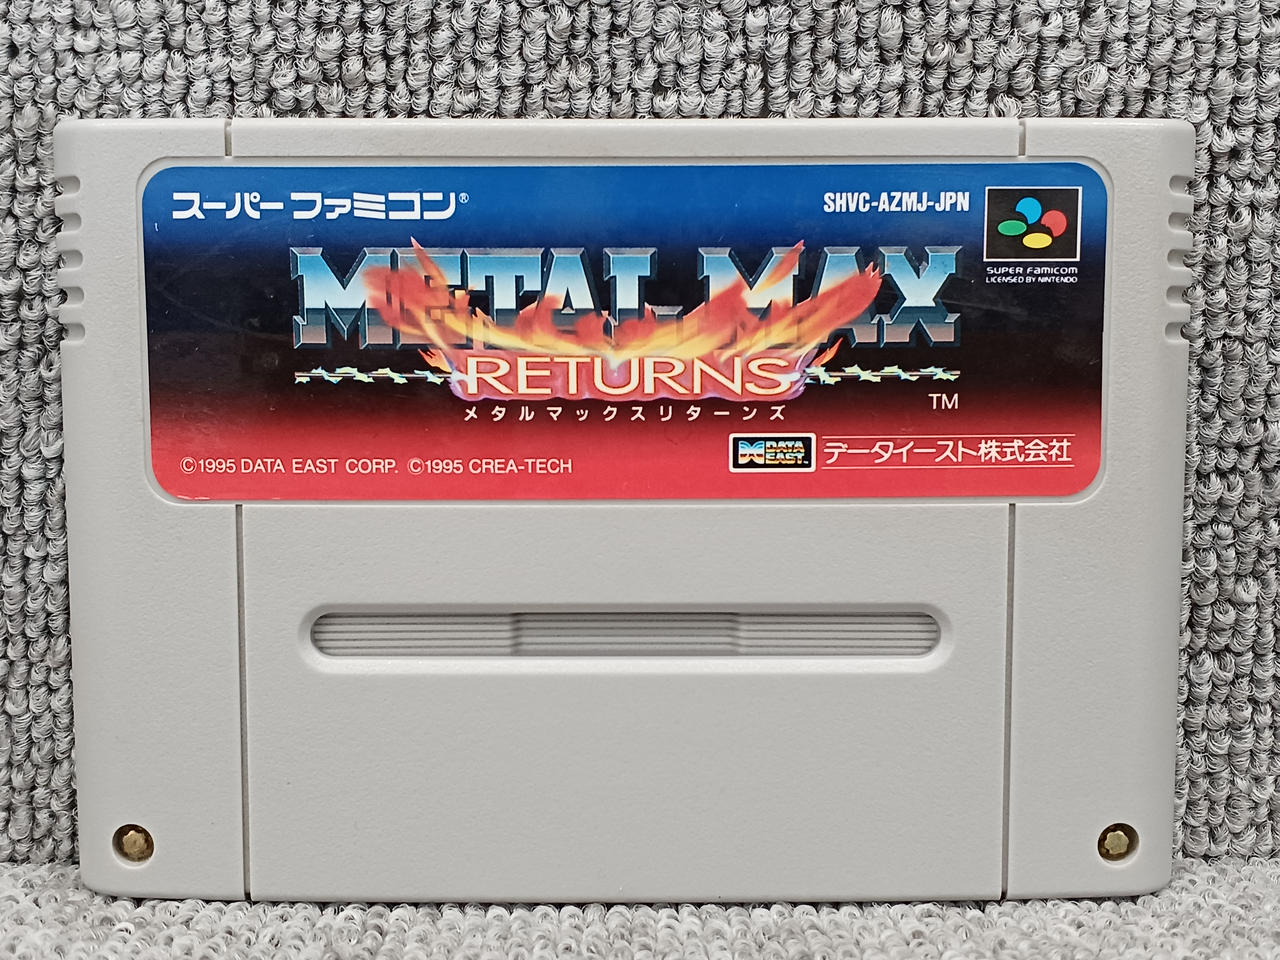 スーパーファミコン®
SHVC-AZMJ-JPN
SUPER FAMICOM
LICENSED BY NINTENDO
METAL MAX
RETURNS
TM
メタルマックスリターンズ
©1995 DATA EAST CORP. ©1995 CREA-TECH
DATA EAST™
データイースト株式会社